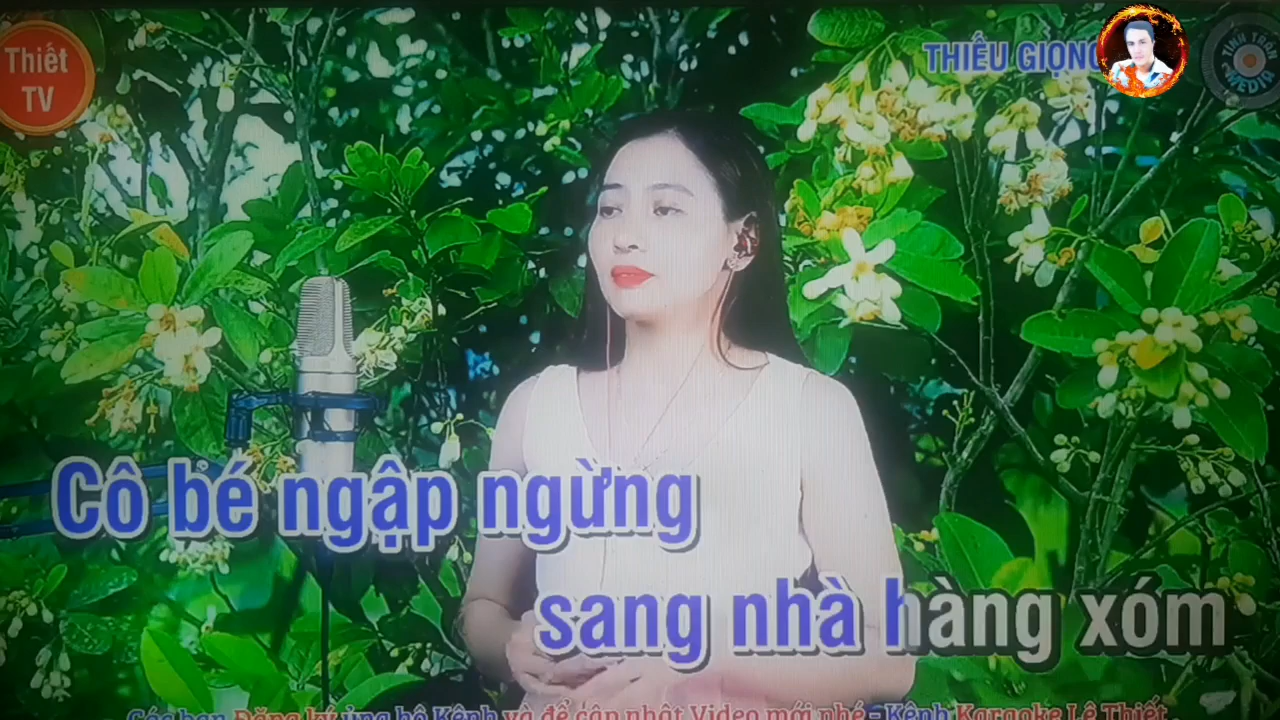 Thiết
TV
THIẾU GIỌNG
MEDIA
Cô bé ngập ngừng
sang nhà hàng xóm
Các bạn Đăng ký ủng hộ Kênh và để cập nhật Video mới nhé - Kênh Karaoke Lê Thiết